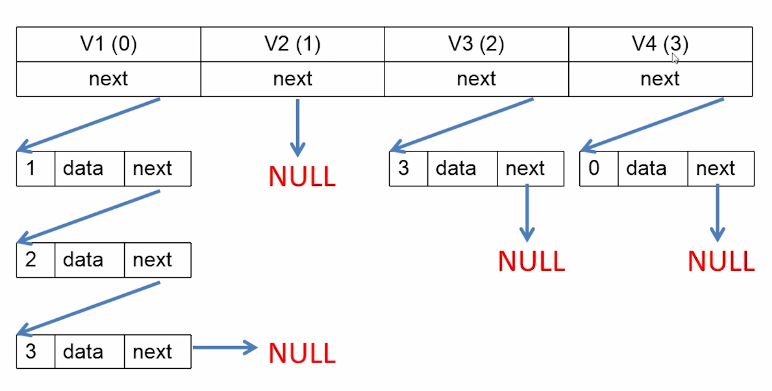 V1 (0) V2 (1) V3 (2) V4 (3)
next next next next
1 data next NULL 3 data next 0 data next
2 data next NULL NULL
3 data next NULL